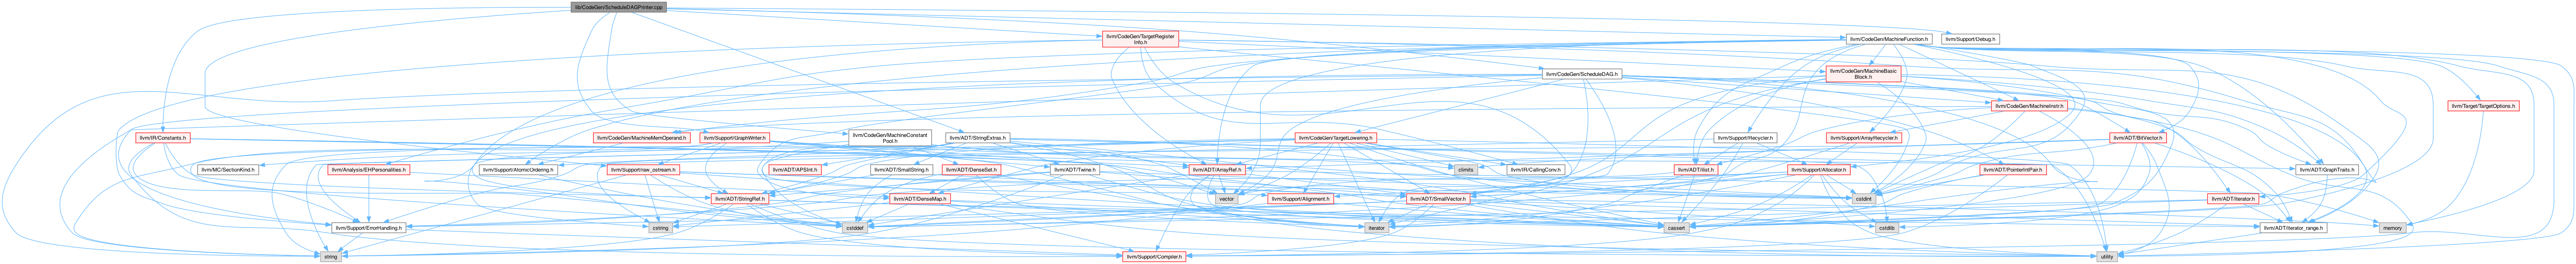 lib/CodeGen/ScheduleDAGPrinter.cpp
llvm/CodeGen/TargetRegister
Info.h
llvm/CodeGen/MachineFunction.h
llvm/Support/Debug.h
llvm/CodeGen/ScheduleDAG.h
llvm/CodeGen/MachineBasic
Block.h
llvm/CodeGen/MachineInstr.h
llvm/Target/TargetOptions.h
llvm/IR/Constants.h
llvm/CodeGen/MachineMemOperand.h
llvm/Support/GraphWriter.h
llvm/CodeGen/MachineConstant
Pool.h
llvm/ADT/StringExtras.h
llvm/CodeGen/TargetLowering.h
llvm/Support/Recycler.h
llvm/Support/ArrayRecycler.h
llvm/ADT/BitVector.h
llvm/MC/SectionKind.h
llvm/Analysis/EHPersonalities.h
llvm/Support/AtomicOrdering.h
llvm/Support/raw_ostream.h
llvm/ADT/APSInt.h
llvm/ADT/SmallString.h
llvm/ADT/DenseSet.h
llvm/ADT/Twine.h
llvm/ADT/ArrayRef.h
climits
llvm/IR/CallingConv.h
llvm/ADT/ilist.h
llvm/Support/Allocator.h
llvm/ADT/PointerIntPair.h
llvm/ADT/GraphTraits.h
llvm/ADT/StringRef.h
llvm/ADT/DenseMap.h
vector
llvm/Support/Alignment.h
llvm/ADT/SmallVector.h
cstdint
llvm/ADT/iterator.h
llvm/Support/ErrorHandling.h
cstring
cstddef
iterator
cassert
cstdlib
llvm/ADT/iterator_range.h
memory
string
llvm/Support/Compiler.h
utility